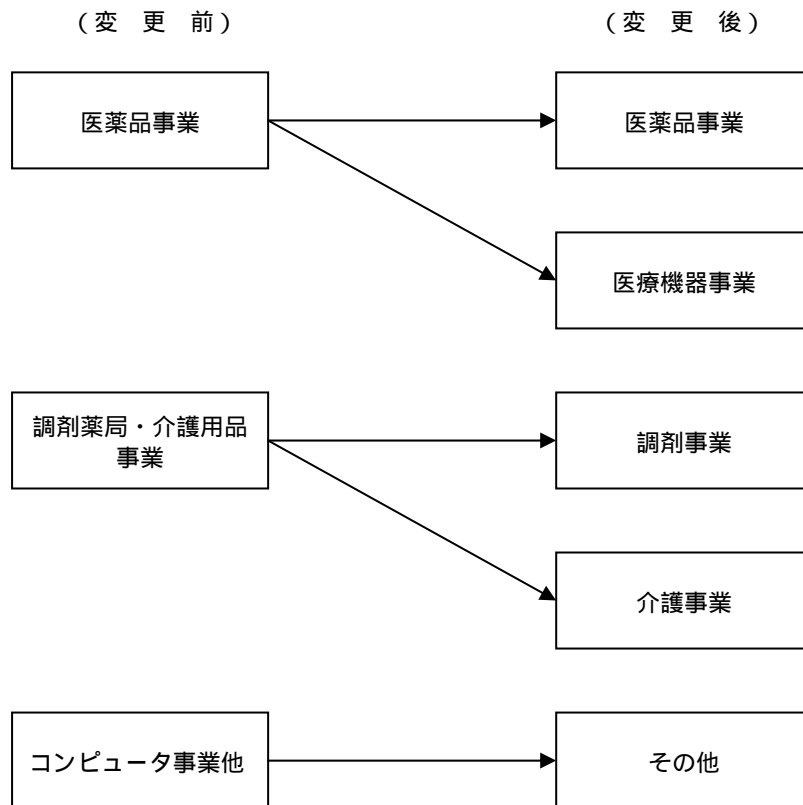 （変 更 前）
（変 更 後）
医薬品事業
医薬品事業
医療機器事業
調剤薬局・介護用品
事業
調剤事業
介護事業
コンピュータ事業他
その他